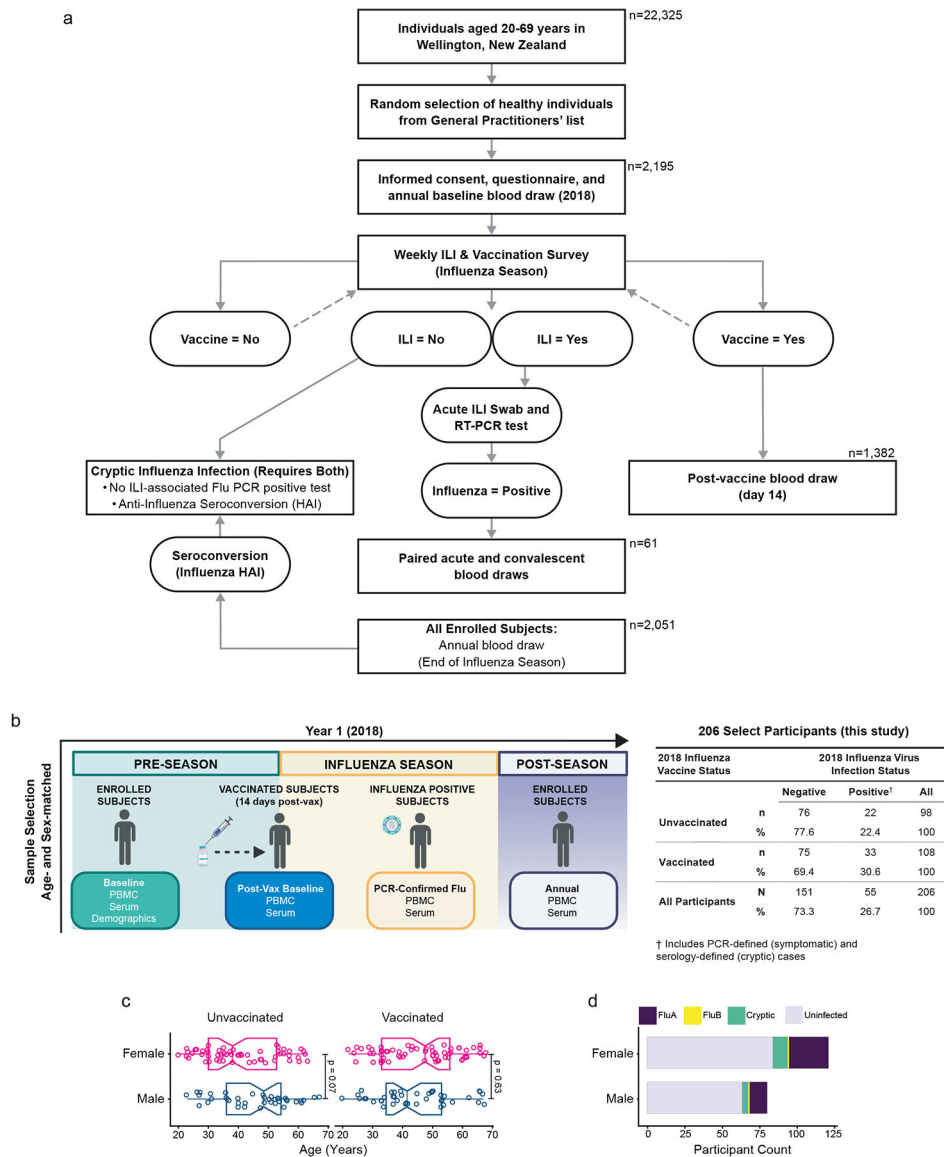 a
n=22,325
Individuals aged 20-69 years in
Wellington, New Zealand
Random selection of healthy individuals
from General Practitioners' list
n=2,195
Informed consent, questionnaire, and
annual baseline blood draw (2018)
Weekly ILI & Vaccination Survey
(Influenza Season)
Vaccine = No
ILI = No
ILI = Yes
Vaccine = Yes
Acute ILI Swab and
RT-PCR test
n=1,382
Cryptic Influenza Infection (Requires Both)
• No ILI-associated Flu PCR positive test
• Anti-Influenza Seroconversion (HAI)
Influenza = Positive
Post-vaccine blood draw
(day 14)
n=61
Seroconversion
(Influenza HAI)
Paired acute and convalescent
blood draws
n=2,051
All Enrolled Subjects:
Annual blood draw
(End of Influenza Season)
b
Year 1 (2018)
Sample Selection
Age- and Sex-matched
PRE-SEASON
INFLUENZA SEASON
POST-SEASON
ENROLLED
SUBJECTS
VACCINATED SUBJECTS
(14 days post-vax)
INFLUENZA POSITIVE
SUBJECTS
ENROLLED
SUBJECTS
Baseline
PBMC
Serum
Demographics
Post-Vax Baseline
PBMC
Serum
PCR-Confirmed Flu
PBMC
Serum
Annual
PBMC
Serum
206 Select Participants (this study)
2018 Influenza
Vaccine Status
2018 Influenza Virus
Infection Status
Negative Positive† All
Unvaccinated
n 76 22 98
% 77.6 22.4 100
Vaccinated
n 75 33 108
% 69.4 30.6 100
All Participants
N 151 55 206
% 73.3 26.7 100
† Includes PCR-defined (symptomatic) and
serology-defined (cryptic) cases
c
Unvaccinated
Vaccinated
Female
Male
p = 0.07
p = 0.63
20 30 40 50 60 70
20 30 40 50 60 70
Age (Years)
d
FluA FluB Cryptic Uninfected
Female
Male
0 25 50 75 100 125
Participant Count